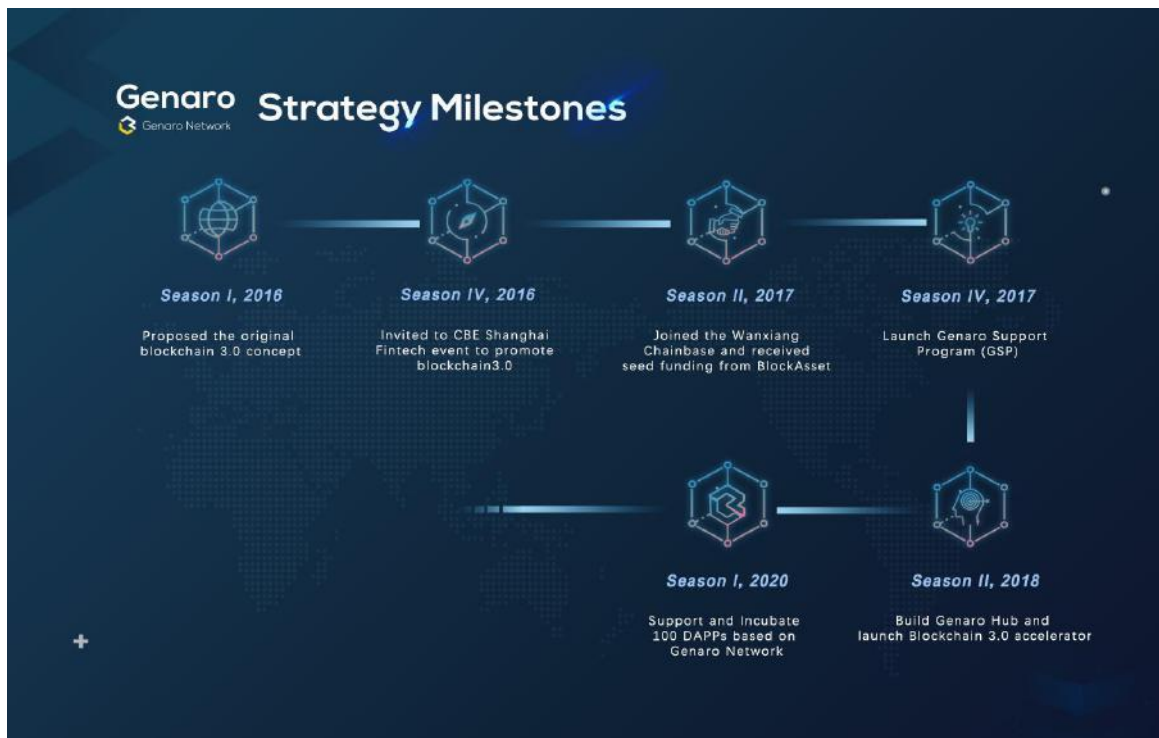 Genaro
Genaro Network
Strategy Milestones
Season I, 2016
Proposed the original
blockchain 3.0 concept
Season IV, 2016
Invited to CBE Shanghai
Fintech event to promote
blockchain3.0
Season II, 2017
Joined the Wanxiang
Chainbase and received
seed funding from BlockAsset
Season IV, 2017
Launch Genaro Support
Program (GSP)
Season II, 2018
Build Genaro Hub and
launch Blockchain 3.0 accelerator
Season I, 2020
Support and Incubate
100 DAPPs based on
Genaro Network